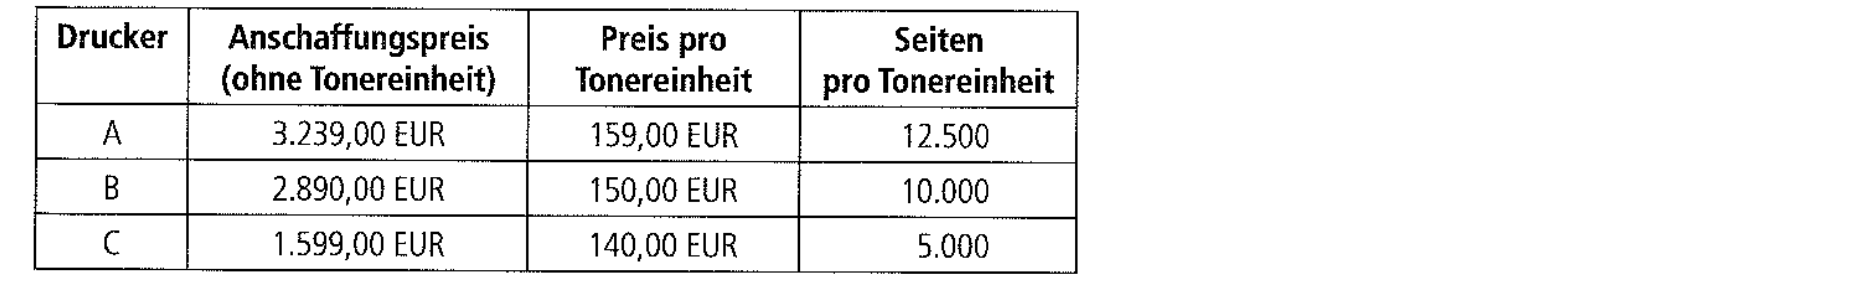 Drucker Anschaffungspreis (ohne Tonereinheit) Preis pro Tonereinheit Seiten pro Tonereinheit
A 3.239,00 EUR 159,00 EUR 12.500
B 2.890,00 EUR 150,00 EUR 10.000
C 1.599,00 EUR 140,00 EUR 5.000